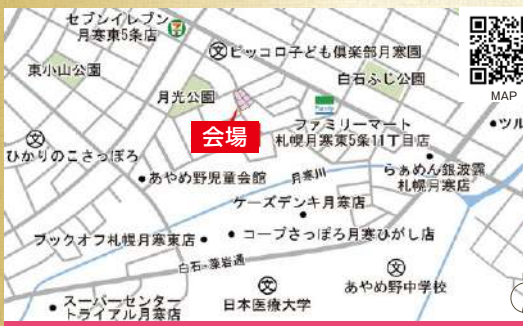 セブンイレブン
月寒東5条店
ピッコロ子ども倶楽部月寒園
MAP
東小山公園
月光公園
白石ふじ公園
Family
会場
ファミリーマート
札幌月寒東5条11丁目店
ツル
ひかりのこさっぽろ
らぁめん銀波露
札幌月寒店
あやめ野児童会館
月寒川
ケーズデンキ月寒店
ブックオフ札幌月寒東店
コープさっぽろ月寒ひがし店
白石・藻岩通
あやめ野中学校
日本医療大学
スーパーセンター
トライアル月寒店